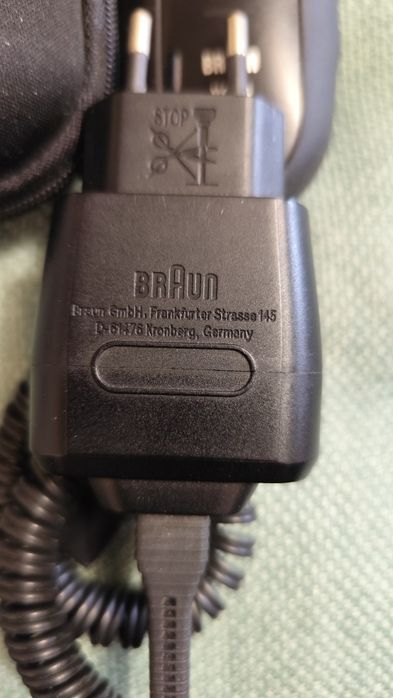 STOP
BRAUN
Braun GmbH, Frankfurter Strasse 145
D-61476 Kronberg, Germany